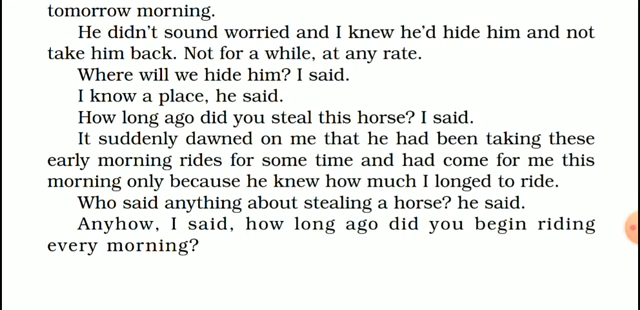 tomorrow morning.
He didn't sound worried and I knew he'd hide him and not
take him back. Not for a while, at any rate.
Where will we hide him? I said.
I know a place, he said.
How long ago did you steal this horse? I said.
It suddenly dawned on me that he had been taking these
early morning rides for some time and had come for me this
morning only because he knew how much I longed to ride.
Who said anything about stealing a horse? he said.
Anyhow, I said, how long ago did you begin riding
every morning?